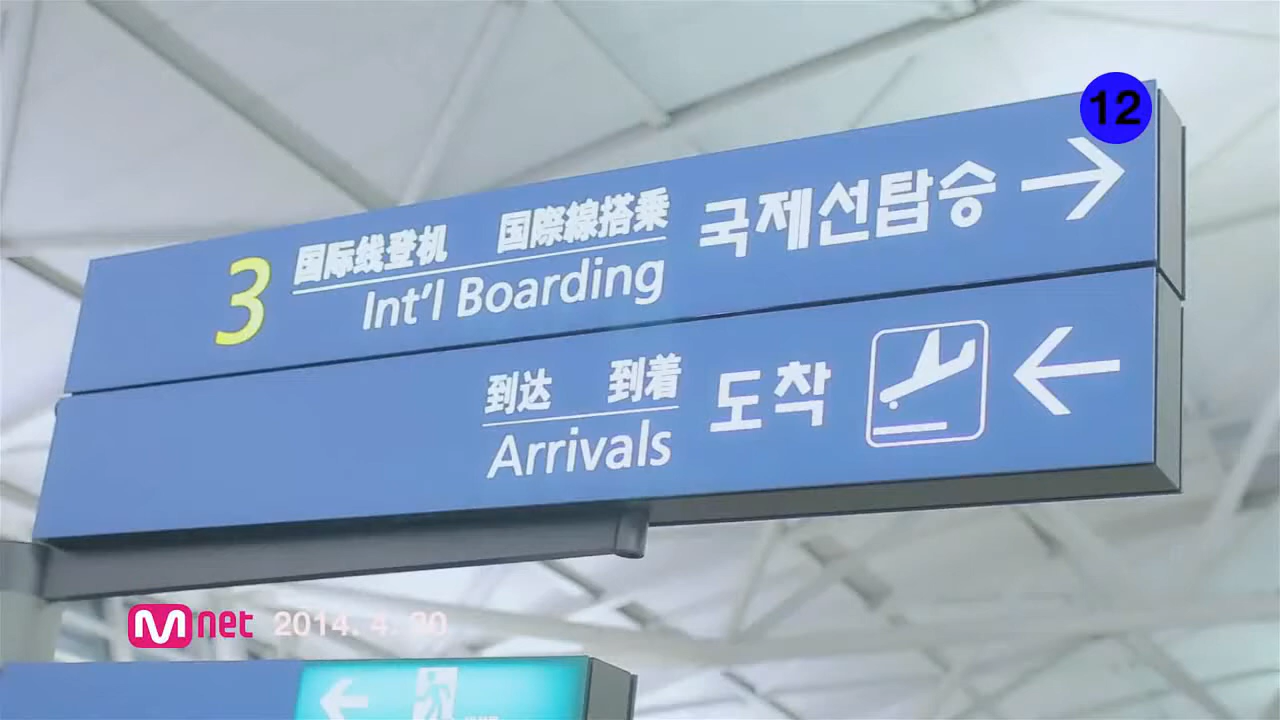 12
3 国际线登机 国際線搭乗 국제선탑승
Int'l Boarding
到达 到着 도착
Arrivals
Mnet 2014. 4. 30